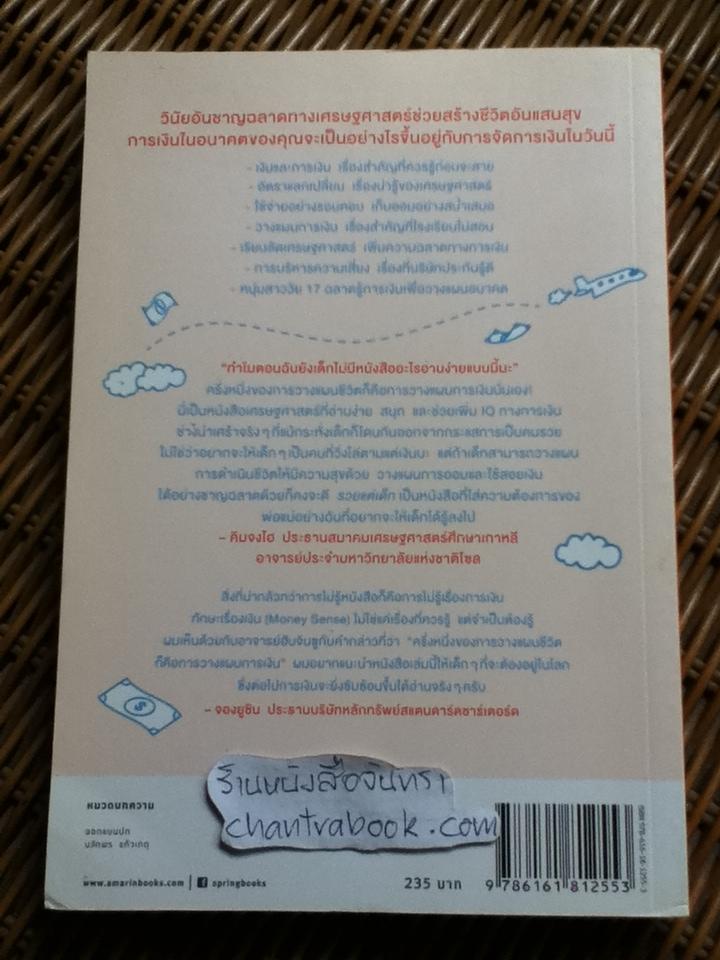 วินัยอันชาญฉลาดทางเศรษฐศาสตร์ช่วยสร้างชีวิตอันแสนสุข
การเงินในอนาคตของคุณจะเป็นอย่างไรขึ้นอยู่กับการจัดการเงินในวันนี้
- เงินและการเงิน เรื่องสำคัญที่ควรรู้ก่อนจะสาย
- อัตราแลกเปลี่ยน เรื่องน่ารู้ของเศรษฐศาสตร์
- ใช้จ่ายอย่างรอบคอบ เก็บออมอย่างสม่ำเสมอ
- วางแผนการเงิน เรื่องสำคัญที่โรงเรียนไม่สอน
- เรียนลัดเศรษฐศาสตร์ เพิ่มความฉลาดทางการเงิน
- การบริหารความเสี่ยง เรื่องที่บริษัทประกันรู้ดี
- หนุ่มสาววัย 17 ฉลาดรู้การเงินเพื่อวางแผนอนาคต
"ทำไมตอนฉันยังเด็กไม่มีหนังสืออะไรอ่านง่ายแบบนี้นะ"
ครึ่งหนึ่งของการวางแผนชีวิตก็คือการวางแผนการเงินนั่นเอง!
นี่เป็นหนังสือเศรษฐศาสตร์ที่อ่านง่าย สนุก และช่วยเพิ่ม IQ ทางการเงิน
ช่างน่าเศร้าจริงๆ ที่แม้กระทั่งเด็กก็โดนกันออกจากกระแสการเป็นคนรวย
ไม่ใช่ว่าอยากจะให้เด็กๆ เป็นคนที่วิ่งไล่ตามแต่เงินนะ แต่ถ้าเด็กสามารถวางแผน
การดำเนินชีวิตให้มีความสุขด้วย วางแผนการออมและใช้สอยเงิน
ได้อย่างชาญฉลาดด้วยก็คงจะดี รวยแต่เด็ก เป็นหนังสือที่ใส่ความต้องการของ
พ่อแม่อย่างฉันที่อยากจะให้เด็กได้รู้ลงไป
– คิมจงโฮ ประธานสมาคมเศรษฐศาสตร์ศึกษาเกาหลี
อาจารย์ประจำมหาวิทยาลัยแห่งชาติโซล
สิ่งที่น่ากลัวกว่าการไม่รู้หนังสือก็คือการไม่รู้เรื่องการเงิน
ทักษะเรื่องเงิน (Money Sense) ไม่ใช่แค่เรื่องที่ควรรู้ แต่จำเป็นต้องรู้
ผมเห็นด้วยกับอาจารย์ฮันจินซูกับคำกล่าวที่ว่า "ครึ่งหนึ่งของการวางแผนชีวิต
ก็คือการวางแผนการเงิน" ผมอยากแนะนำหนังสือเล่มนี้ให้เด็กๆ ที่จะต้องอยู่ในโลก
ซึ่งต่อไปการเงินจะยิ่งซับซ้อนขึ้นได้อ่านจริงๆ ครับ
– จองยูชิน ประธานบริษัทหลักทรัพย์สแตนดาร์ดชาร์เตอร์ด
ร้านหนังสือจันทรา
chantrabook.com
หมวดบทความ
ออกแบบปก
นภัทพร แก้วเกตุ
www.amarinbooks.com | springbooks
235 บาท
9 786161 812553
ISBN 978-616-18-1255-3